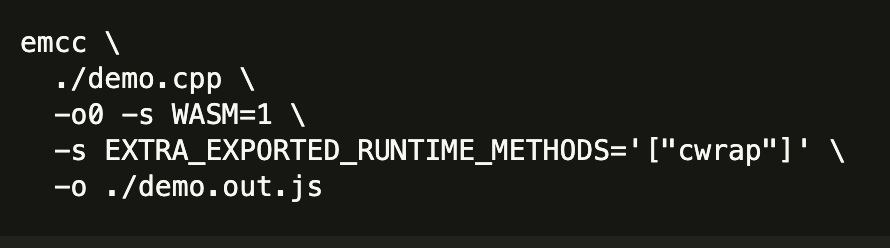 emcc \
./demo.cpp \
-o0 -s WASM=1 \
-s EXTRA_EXPORTED_RUNTIME_METHODS='["cwrap"]' \
-o ./demo.out.js